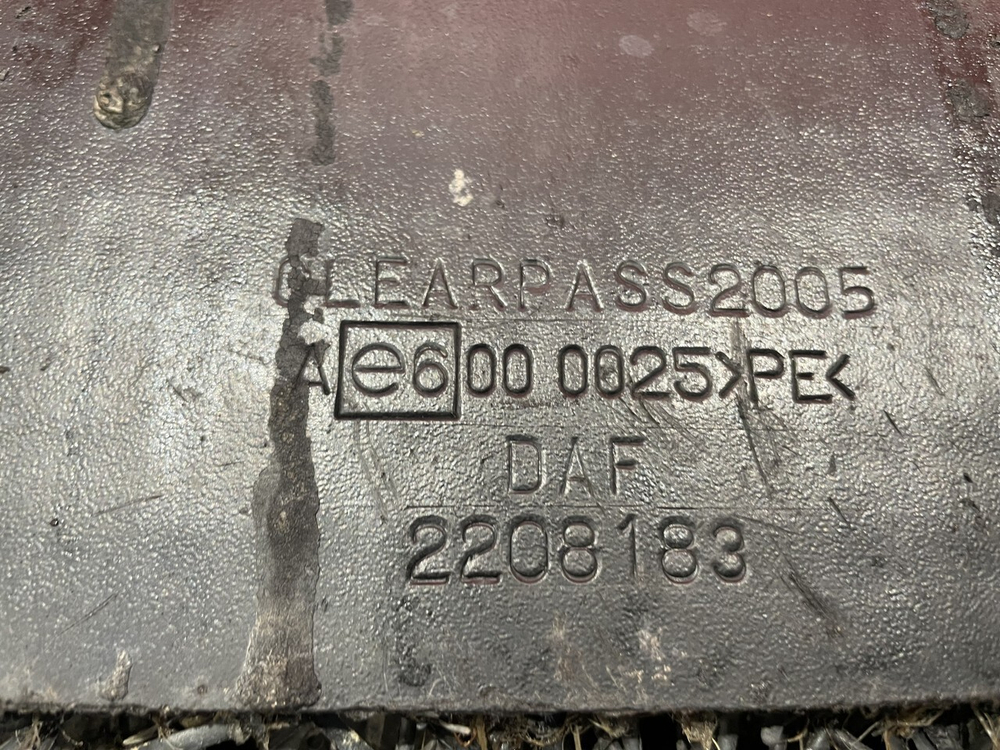 CLEARPASS2005
A e6 00 0025 >PE<
DAF
2208183